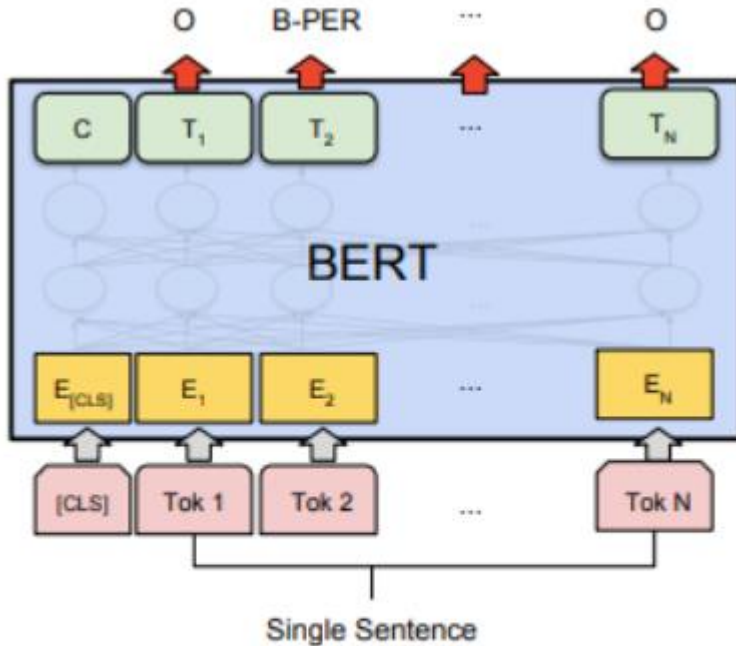 O B-PER ... O
C T1 T2 ... TN
...
BERT
...
E[CLS] E1 E2 ... EN
[CLS] Tok 1 Tok 2 ... Tok N
Single Sentence